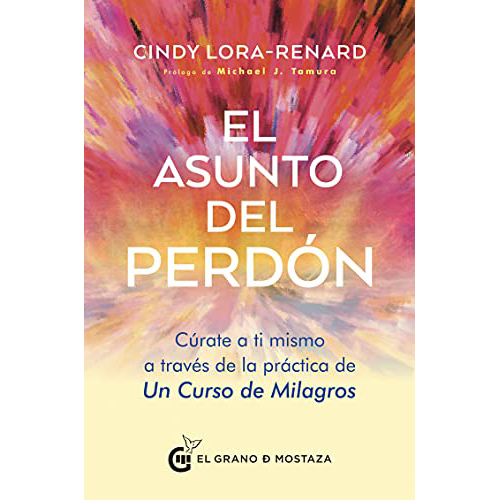 CINDY LORA-RENARD
Prólogo de Michael J. Tamura
EL
ASUNTO
DEL
PERDÓN
Cúrate a ti mismo
a través de la práctica de
Un Curso de Milagros
EL GRANO D MOSTAZA